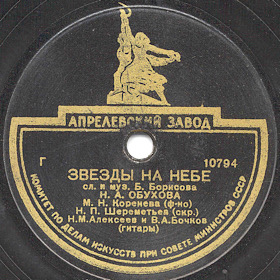 АПРЕЛЕВСКИЙ ЗАВОД
Г 10794
ЗВЕЗДЫ НА НЕБЕ
сл. и муз. Б. Борисова
Н. А. ОБУХОВА
М. Н. Коренева (ф-но)
Н. П. Шереметьев (скр.)
Н.М.Алексеев и В.А.Бочков
(гитары)
КОМИТЕТ ПО ДЕЛАМ ИСКУССТВ ПРИ СОВЕТЕ МИНИСТРОВ СССР